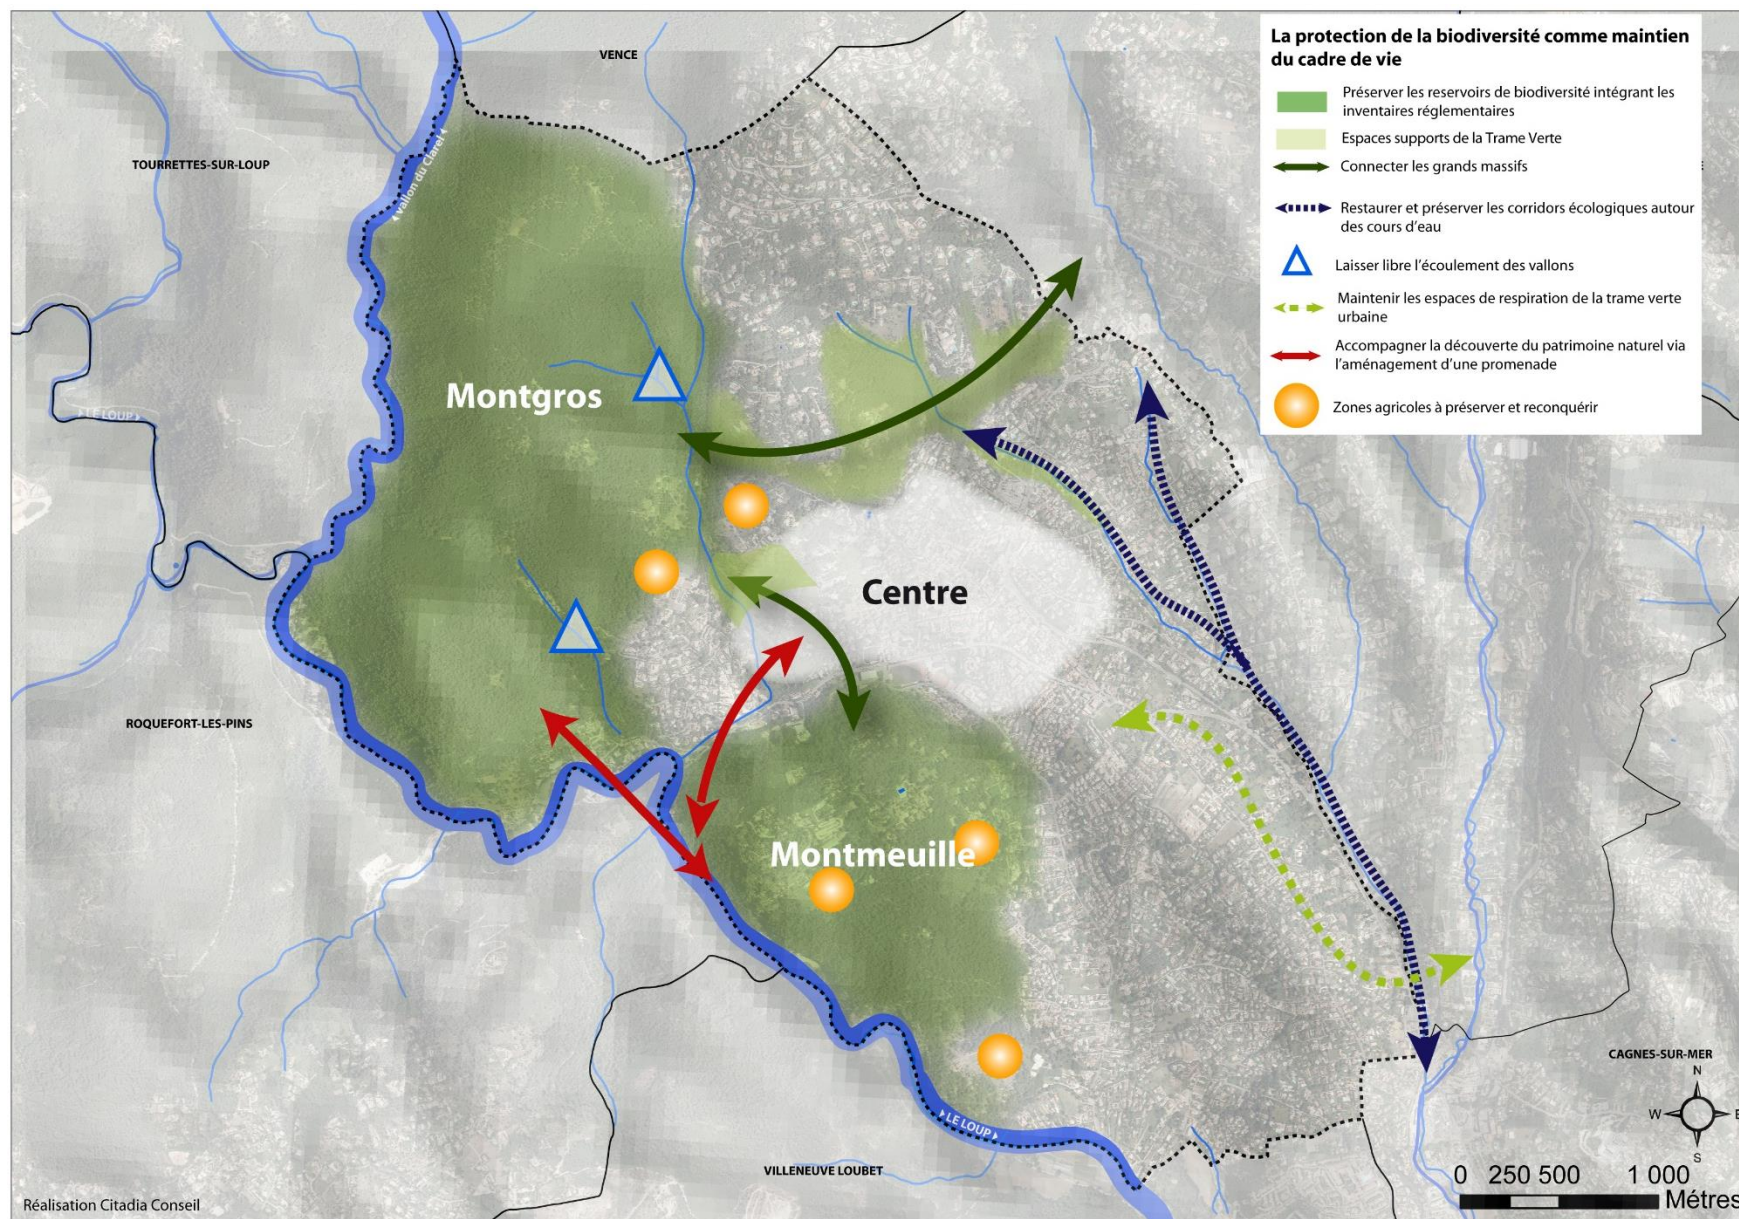 La protection de la biodiversité comme maintien
du cadre de vie
Préserver les reservoirs de biodiversité intégrant les
inventaires réglementaires
Espaces supports de la Trame Verte
Connecter les grands massifs
Restaurer et préserver les corridors écologiques autour
des cours d'eau
Laisser libre l'écoulement des vallons
Maintenir les espaces de respiration de la trame verte
urbaine
Accompagner la découverte du patrimoine naturel via
l'aménagement d'une promenade
Zones agricoles à préserver et reconquérir
VENCE
TOURRETTES-SUR-LOUP
Vallon du Claret
LE LOUP
Montgros
Centre
ROQUEFORT-LES-PINS
Montmeuille
LE LOUP
VILLENEUVE LOUBET
CAGNES-SUR-MER
N
W
E
S
0 250 500 1 000
Métres
Réalisation Citadia Conseil